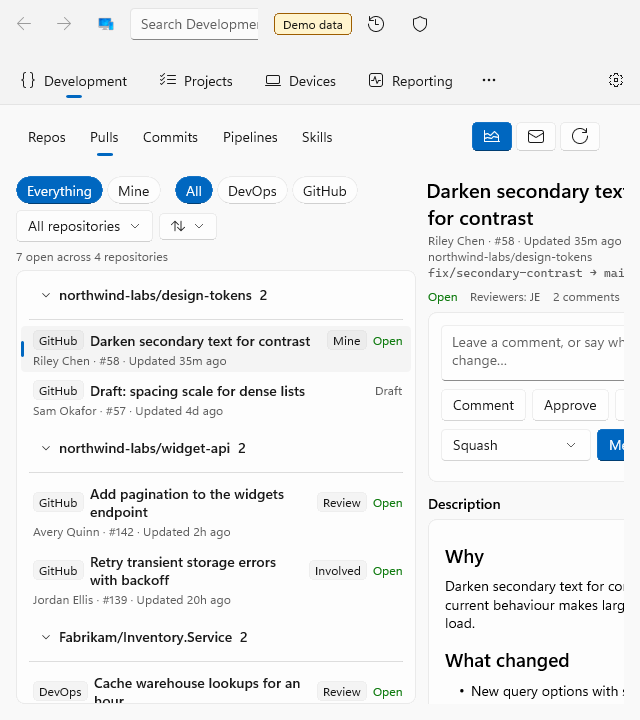 Search Developmen
Demo data
Development
Projects
Devices
Reporting
Repos
Pulls
Commits
Pipelines
Skills
Everything
Mine
All
DevOps
GitHub
All repositories
7 open across 4 repositories
northwind-labs/design-tokens 2
GitHub Darken secondary text for contrast Mine Open
Riley Chen · #58 · Updated 35m ago
GitHub Draft: spacing scale for dense lists Draft
Sam Okafor · #57 · Updated 4d ago
northwind-labs/widget-api 2
GitHub Add pagination to the widgets endpoint Review Open
Avery Quinn · #142 · Updated 2h ago
GitHub Retry transient storage errors with backoff Involved Open
Jordan Ellis · #139 · Updated 20h ago
Fabrikam/Inventory.Service 2
DevOps Cache warehouse lookups for an hour Review Open
Darken secondary text
for contrast
Riley Chen · #58 · Updated 35m ago
northwind-labs/design-tokens
fix/secondary-contrast → mai
Open Reviewers: JE 2 comments
Leave a comment, or say wh
change...
Comment
Approve
Squash
Me
Description
Why
Darken secondary text for co
current behaviour makes larg
load.
What changed
• New query options with s